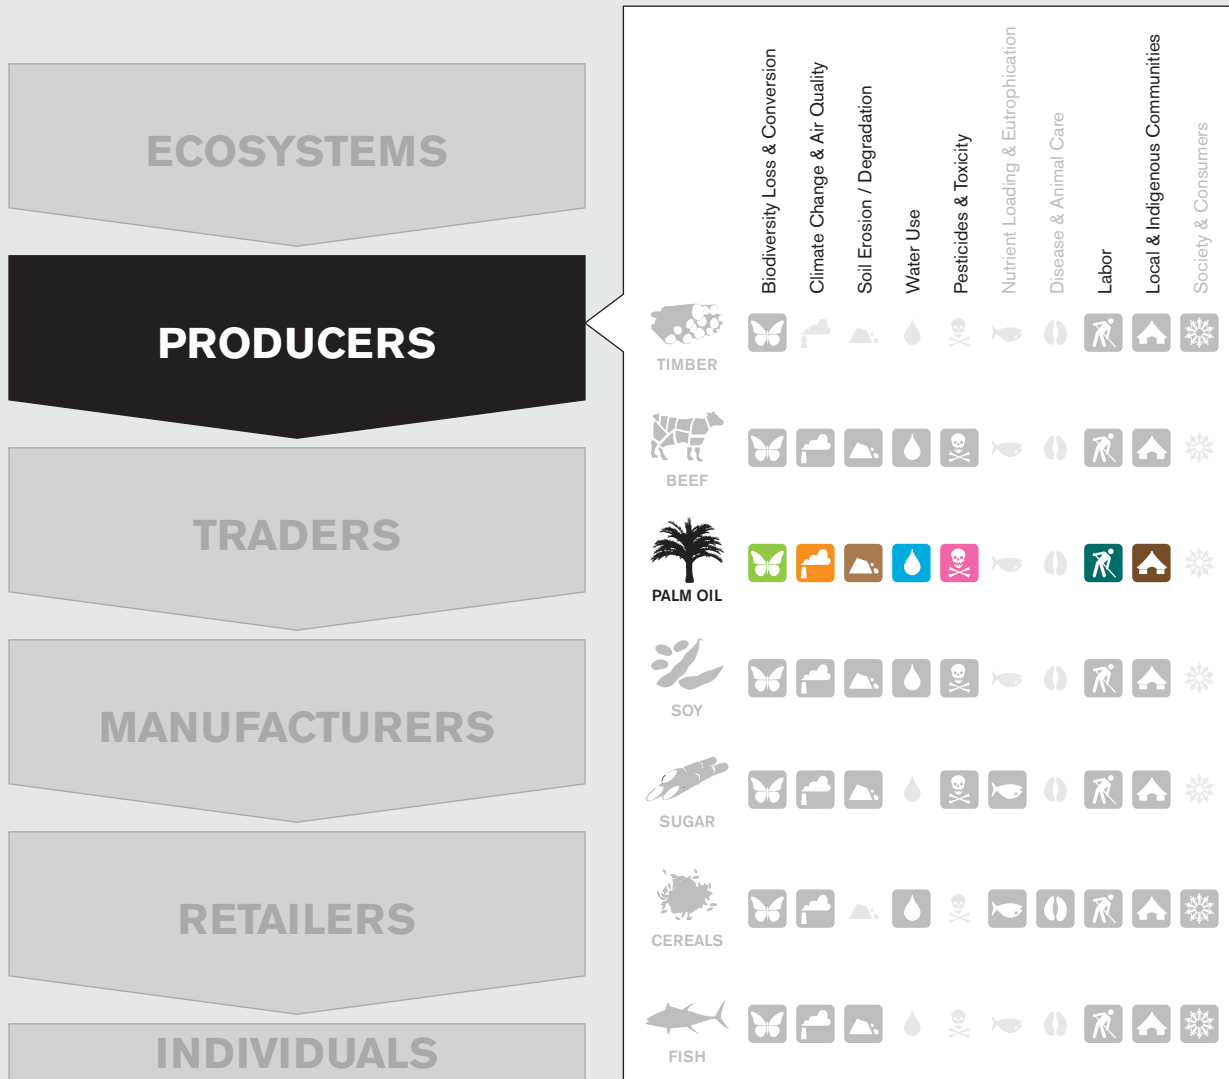 ECOSYSTEMS
PRODUCERS
TRADERS
MANUFACTURERS
RETAILERS
INDIVIDUALS
Biodiversity Loss & Conversion
Climate Change & Air Quality
Soil Erosion / Degradation
Water Use
Pesticides & Toxicity
Nutrient Loading & Eutrophication
Disease & Animal Care
Labor
Local & Indigenous Communities
Society & Consumers
TIMBER
BEEF
PALM OIL
SOY
SUGAR
CEREALS
FISH